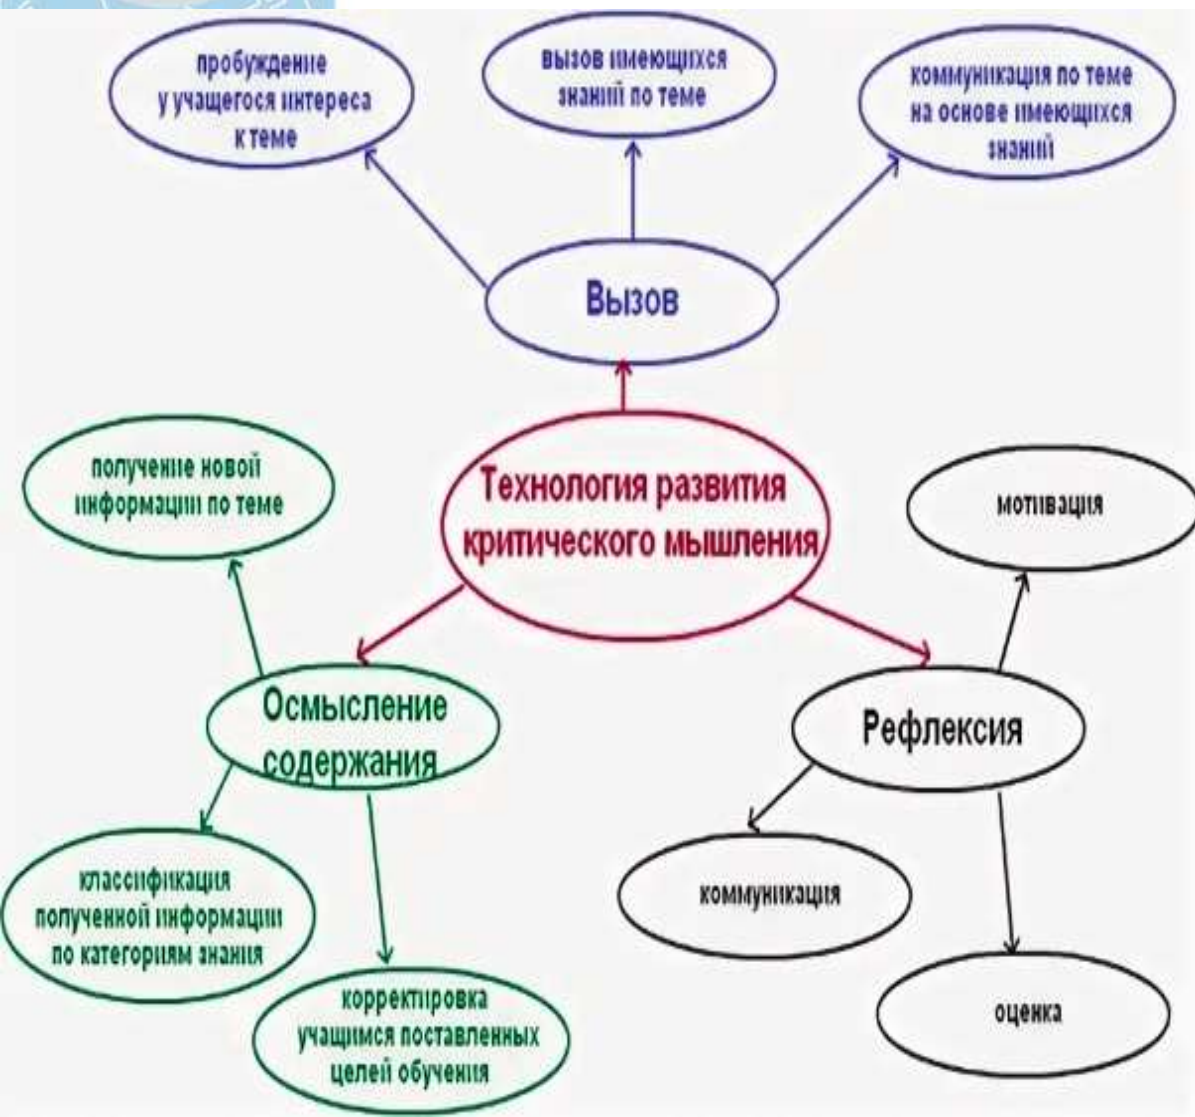 пробуждение
у учащегося интереса
к теме
вызов имеющихся
знаний по теме
коммуникация по теме
на основе имеющихся
знаний
Вызов
Технология развития
критического мышления
получение новой
информации по теме
мотивация
Осмысление
содержания
Рефлексия
классификация
полученной информации
по категориям знания
коммуникация
корректировка
учащимся поставленных
целей обучения
оценка